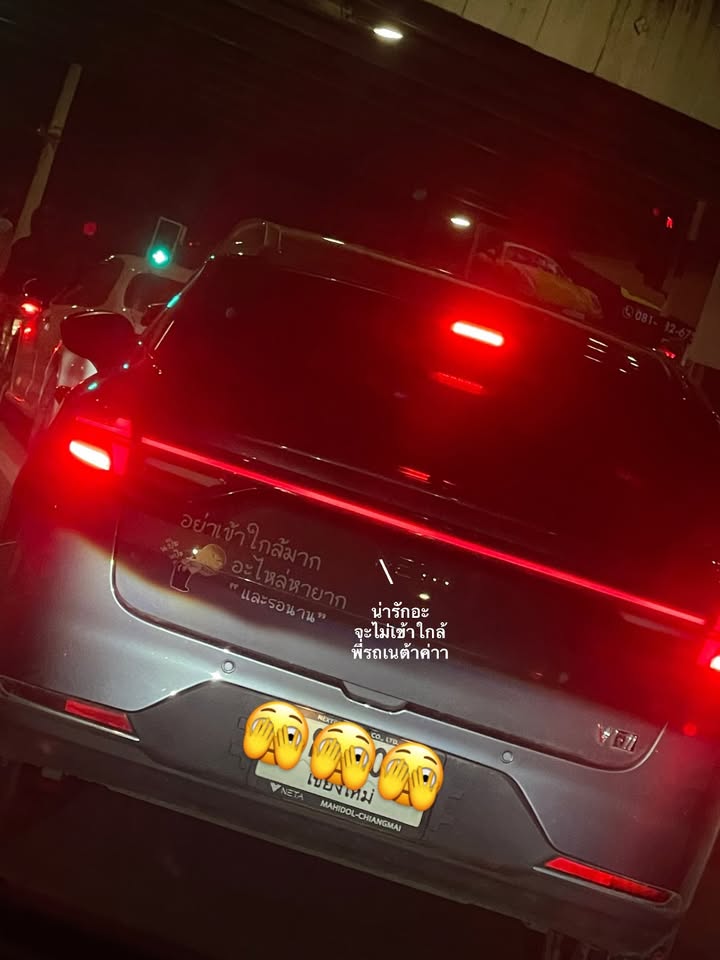 อย่าเข้าใกล้มาก
อะไหล่หายาก
"และรอนาน"
น่ารักอะ
จะไม่เข้าใกล้
พี่รถเนต้าค่าา
เชียงใหม่
NETA
MAHIDOL-CHIANGMAI